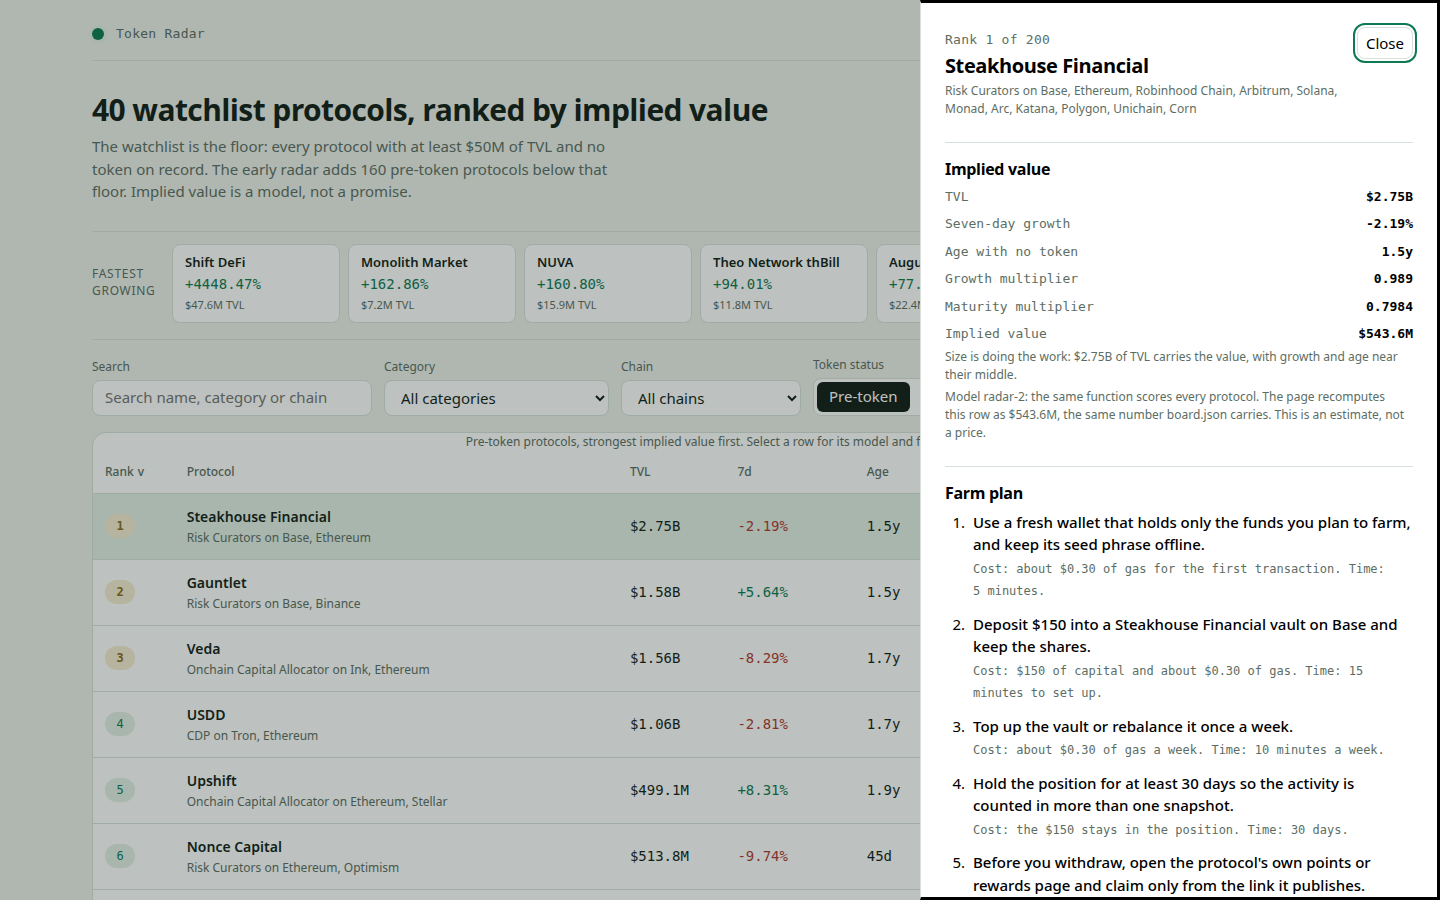 Token Radar
40 watchlist protocols, ranked by implied value
The watchlist is the floor: every protocol with at least $50M of TVL and no
token on record. The early radar adds 160 pre-token protocols below that
floor. Implied value is a model, not a promise.
FASTEST
GROWING
Shift DeFi
+4448.47%
$47.6M TVL
Monolith Market
+162.86%
$7.2M TVL
NUVA
+160.80%
$15.9M TVL
Theo Network thBill
+94.01%
$11.8M TVL
Augu
+77.
$22.4M
Search
Search name, category or chain
Category
All categories
Chain
All chains
Token status
Pre-token
Pre-token protocols, strongest implied value first. Select a row for its model and f
Rank v Protocol TVL 7d Age
1 Steakhouse Financial $2.75B -2.19% 1.5y
Risk Curators on Base, Ethereum
2 Gauntlet $1.58B +5.64% 1.5y
Risk Curators on Base, Binance
3 Veda $1.56B -8.29% 1.7y
Onchain Capital Allocator on Ink, Ethereum
4 USDD $1.06B -2.81% 1.7y
CDP on Tron, Ethereum
5 Upshift $499.1M +8.31% 1.9y
Onchain Capital Allocator on Ethereum, Stellar
6 Nonce Capital $513.8M -9.74% 45d
Risk Curators on Ethereum, Optimism
Rank 1 of 200
Close
Steakhouse Financial
Risk Curators on Base, Ethereum, Robinhood Chain, Arbitrum, Solana,
Monad, Arc, Katana, Polygon, Unichain, Corn
Implied value
TVL $2.75B
Seven-day growth -2.19%
Age with no token 1.5y
Growth multiplier 0.989
Maturity multiplier 0.7984
Implied value $543.6M
Size is doing the work: $2.75B of TVL carries the value, with growth and age near
their middle.
Model radar-2: the same function scores every protocol. The page recomputes
this row as $543.6M, the same number board.json carries. This is an estimate, not
a price.
Farm plan
1. Use a fresh wallet that holds only the funds you plan to farm,
and keep its seed phrase offline.
Cost: about $0.30 of gas for the first transaction. Time:
5 minutes.
2. Deposit $150 into a Steakhouse Financial vault on Base and
keep the shares.
Cost: $150 of capital and about $0.30 of gas. Time: 15
minutes to set up.
3. Top up the vault or rebalance it once a week.
Cost: about $0.30 of gas a week. Time: 10 minutes a week.
4. Hold the position for at least 30 days so the activity is
counted in more than one snapshot.
Cost: the $150 stays in the position. Time: 30 days.
5. Before you withdraw, open the protocol's own points or
rewards page and claim only from the link it publishes.